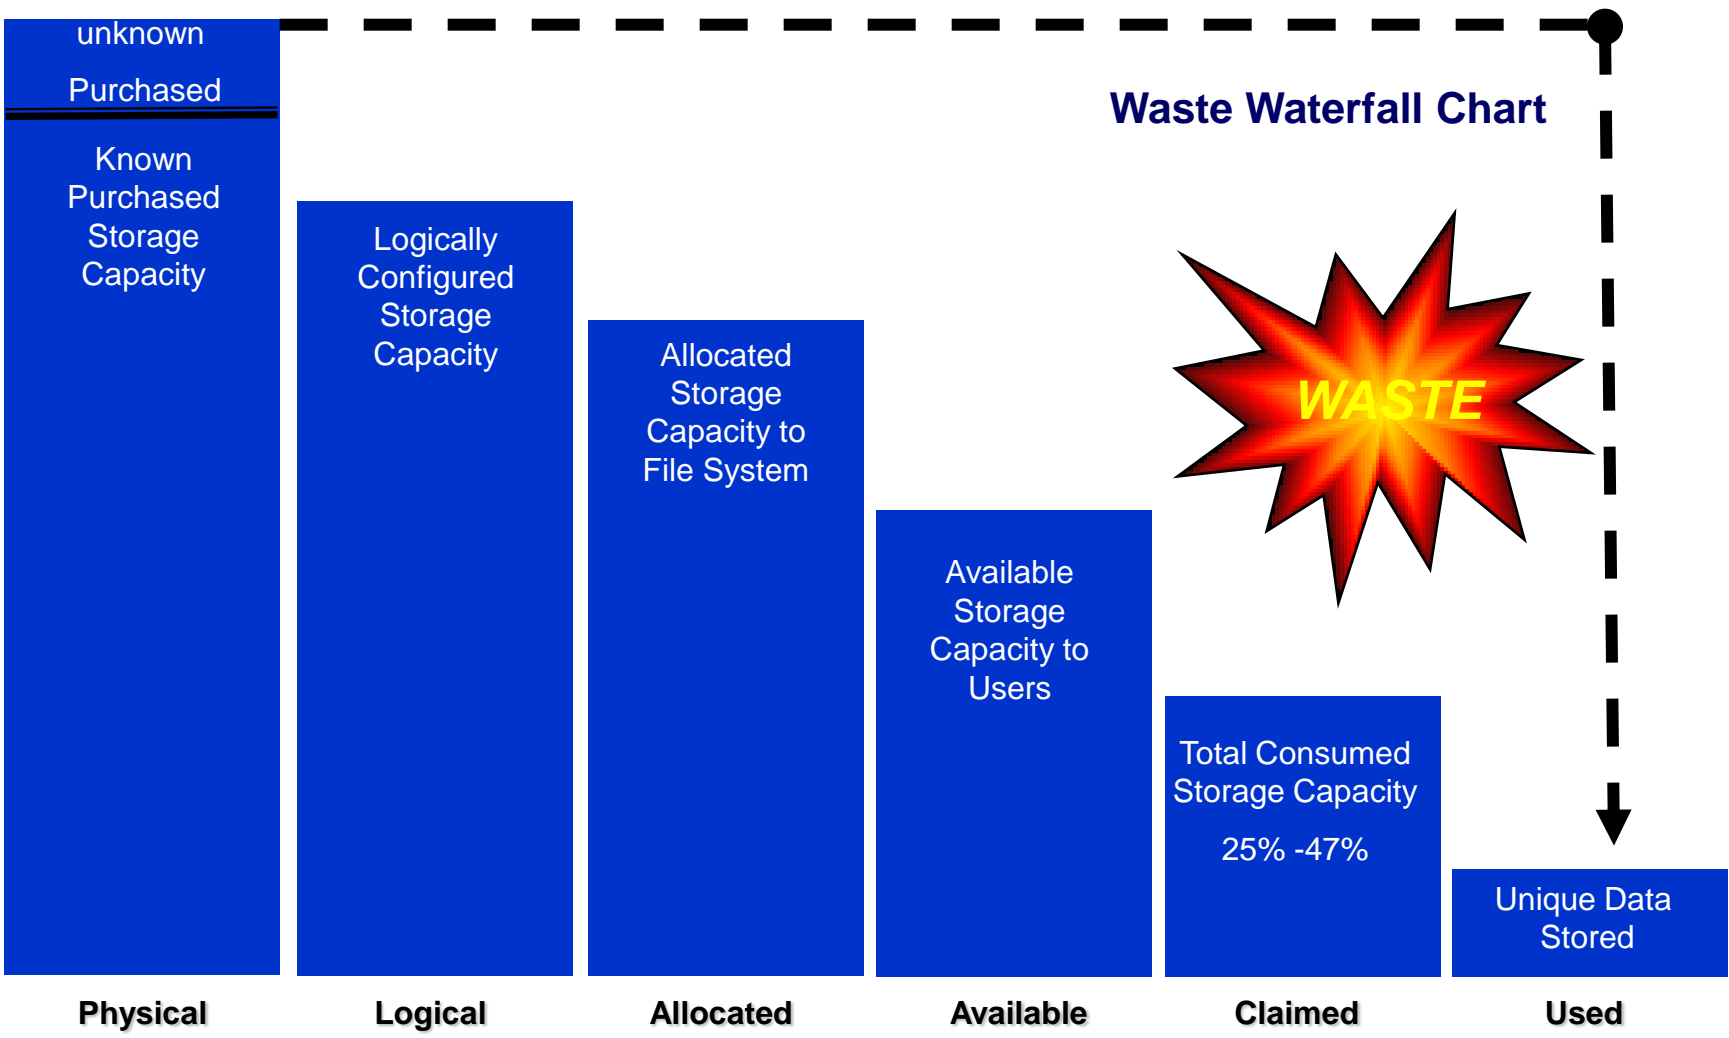 unknown
Purchased
Known
Purchased
Storage
Capacity
Waste Waterfall Chart
Logically
Configured
Storage
Capacity
Allocated
Storage
Capacity to
File System
WASTE
Available
Storage
Capacity to
Users
Total Consumed
Storage Capacity
25% -47%
Unique Data
Stored
Physical
Logical
Allocated
Available
Claimed
Used